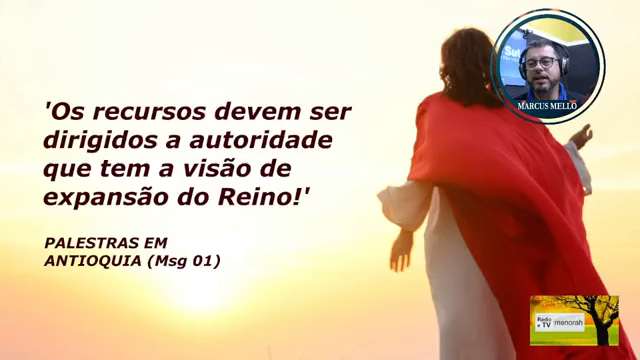 'Os recursos devem ser
dirigidos a autoridade
que tem a visão de
expansão do Reino!'
PALESTRAS EM
ANTIOQUIA (Msg 01)
Sul
MARCUS MELLO
Rádio
e TV
menorah